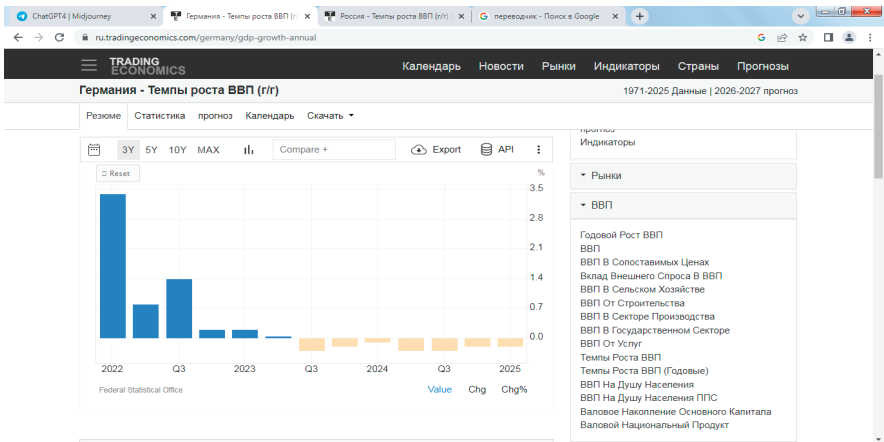 ChatGPT4 | Midjourney
Германия - Темпы роста ВВП (г/г)
Россия - Темпы роста ВВП (г/г) |
переводчик - Поиск в Google
ru.tradingeconomics.com/germany/gdp-growth-annual
TRADING
ECONOMICS
Календарь Новости Рынки Индикаторы Страны Прогнозы
Германия - Темпы роста ВВП (г/г)
1971-2025 Данные | 2026-2027 прогноз
Резюме Статистика прогноз Календарь Скачать
3Y 5Y 10Y MAX Compare + Export API
Reset
%
3.5
2.8
2.1
1.4
0.7
0.0
2022 Q3 2023 Q3 2024 Q3 2025
Federal Statistical Office
Value Chg Chg%
прогноз
Индикаторы
Рынки
ВВП
Годовой Рост ВВП
ВВП
ВВП В Сопоставимых Ценах
Вклад Внешнего Спроса В ВВП
ВВП В Сельском Хозяйстве
ВВП От Строительства
ВВП В Секторе Производства
ВВП В Государственном Секторе
ВВП От Услуг
Темпы Роста ВВП
Темпы Роста ВВП (Годовые)
ВВП На Душу Населения
ВВП На Душу Населения ППС
Валовое Накопление Основного Капитала
Валовой Национальный Продукт